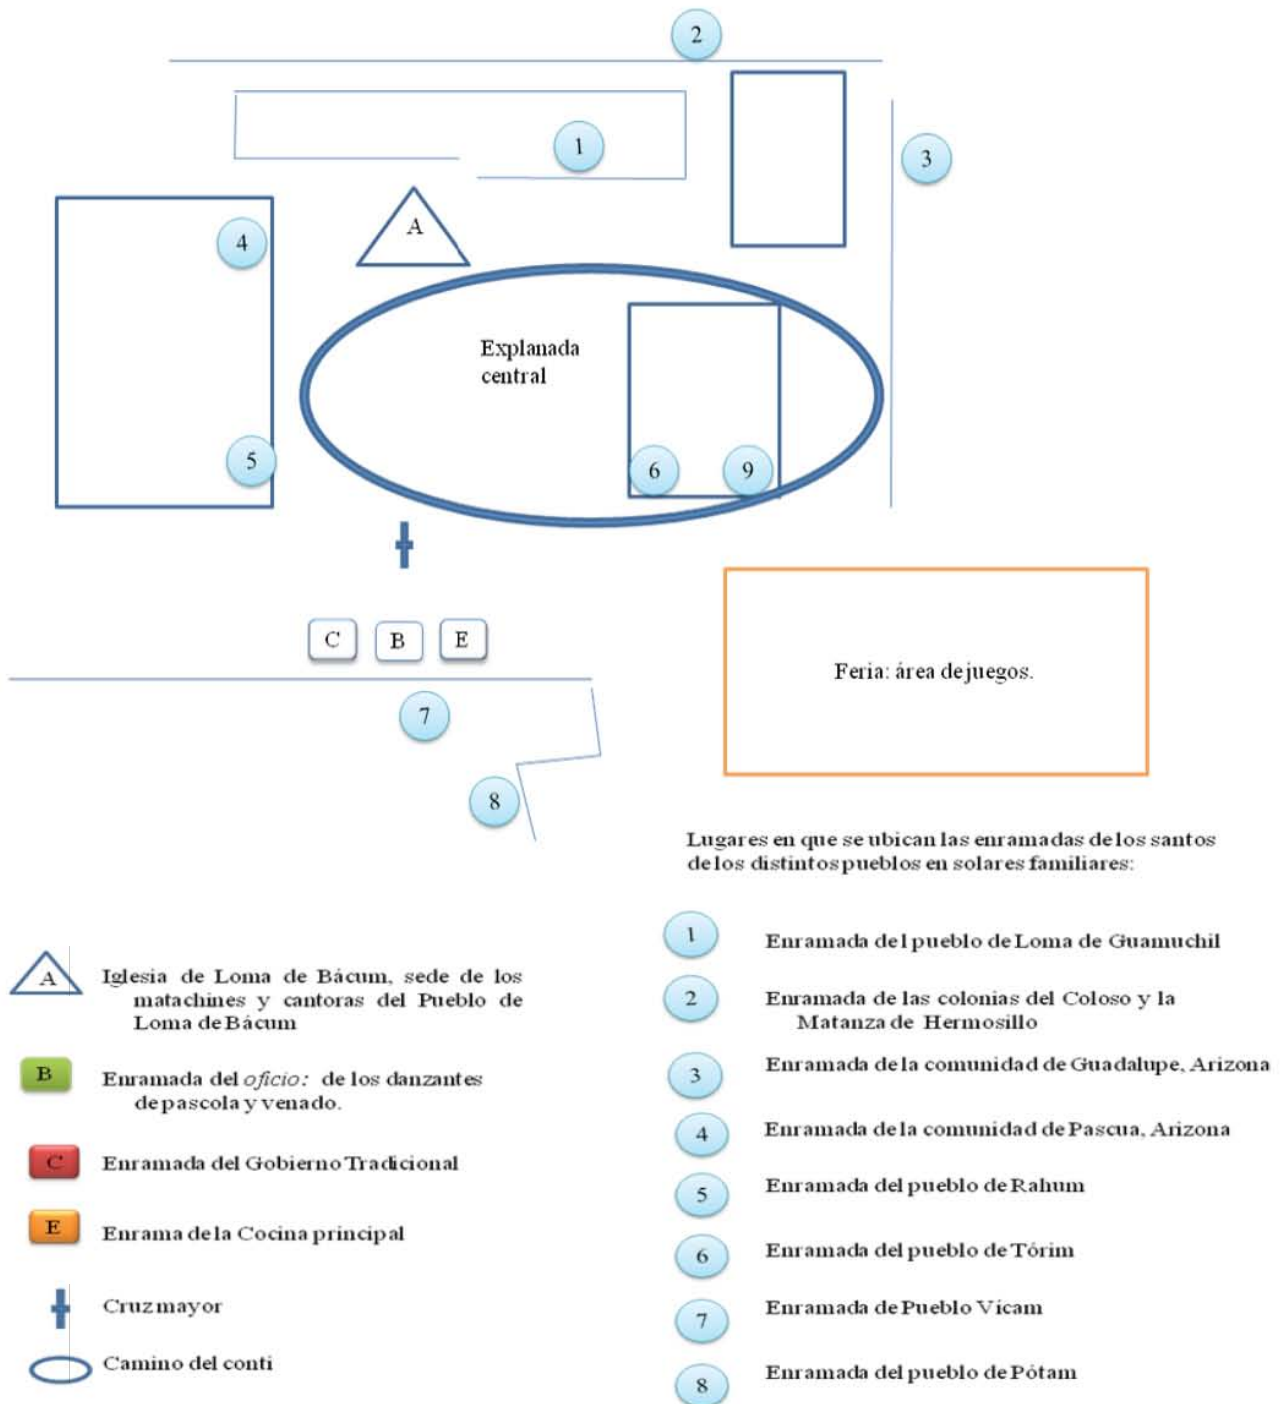 2
1
3
A
4
Explanada
central
5
6
9
C
B
E
Feria: área de juegos.
7
8
Lugares en que se ubican las enramadas de los santos
de los distintos pueblos en solares familiares:
A
Iglesia de Loma de Bácum, sede de los
matachines y cantoras del Pueblo de
Loma de Bácum
B
Enramada del oficio: de los danzantes
de pascola y venado.
C
Enramada del Gobierno Tradicional
E
Enrama de la Cocina principal
Cruz mayor
Camino del conti
1
Enramada del pueblo de Loma de Guamuchil
2
Enramada de las colonias del Coloso y la
Matanza de Hermosillo
3
Enramada de la comunidad de Guadalupe, Arizona
4
Enramada de la comunidad de Pascua, Arizona
5
Enramada del pueblo de Rahum
6
Enramada del pueblo de Tórim
7
Enramada de Pueblo Vícam
8
Enramada del pueblo de Pótam